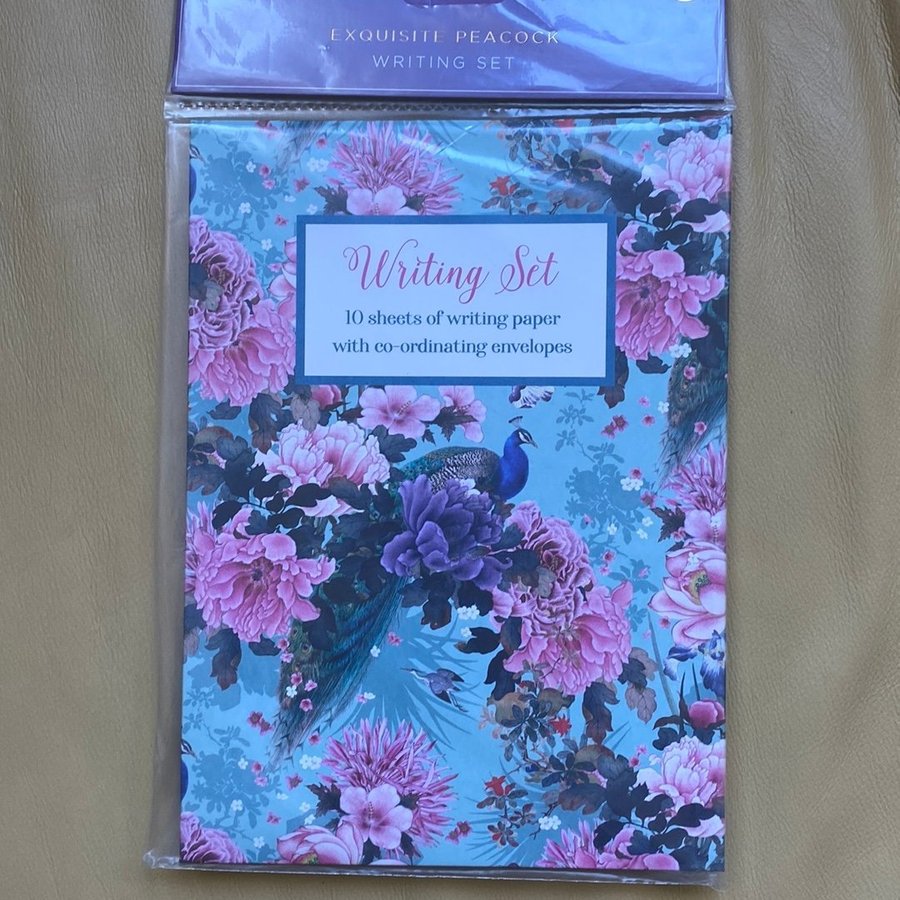 EXQUISITE PEACOCK
WRITING SET
Writing Set
10 sheets of writing paper
with co-ordinating envelopes